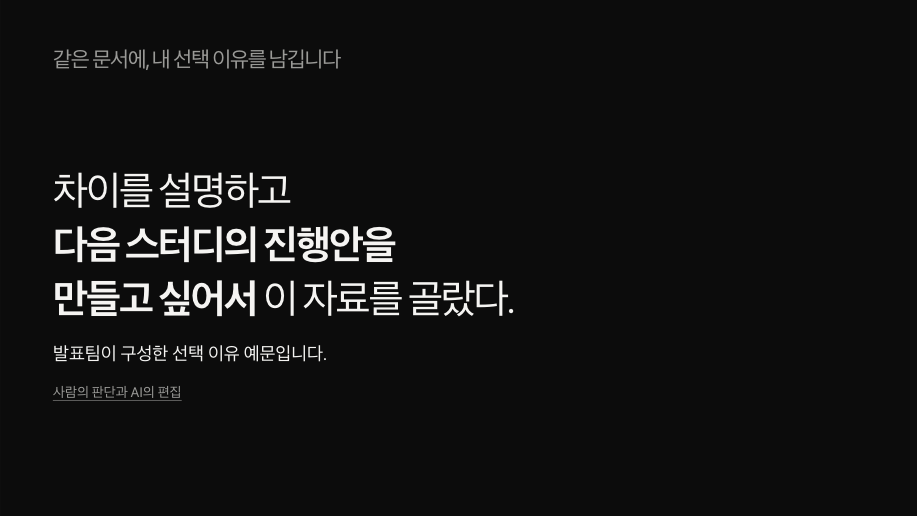 같은 문서에, 내 선택 이유를 남깁니다
차이를 설명하고
다음 스터디의 진행안을
만들고 싶어서 이 자료를 골랐다.
발표팀이 구성한 선택 이유 예문입니다.
사람의 판단과 AI의 편집